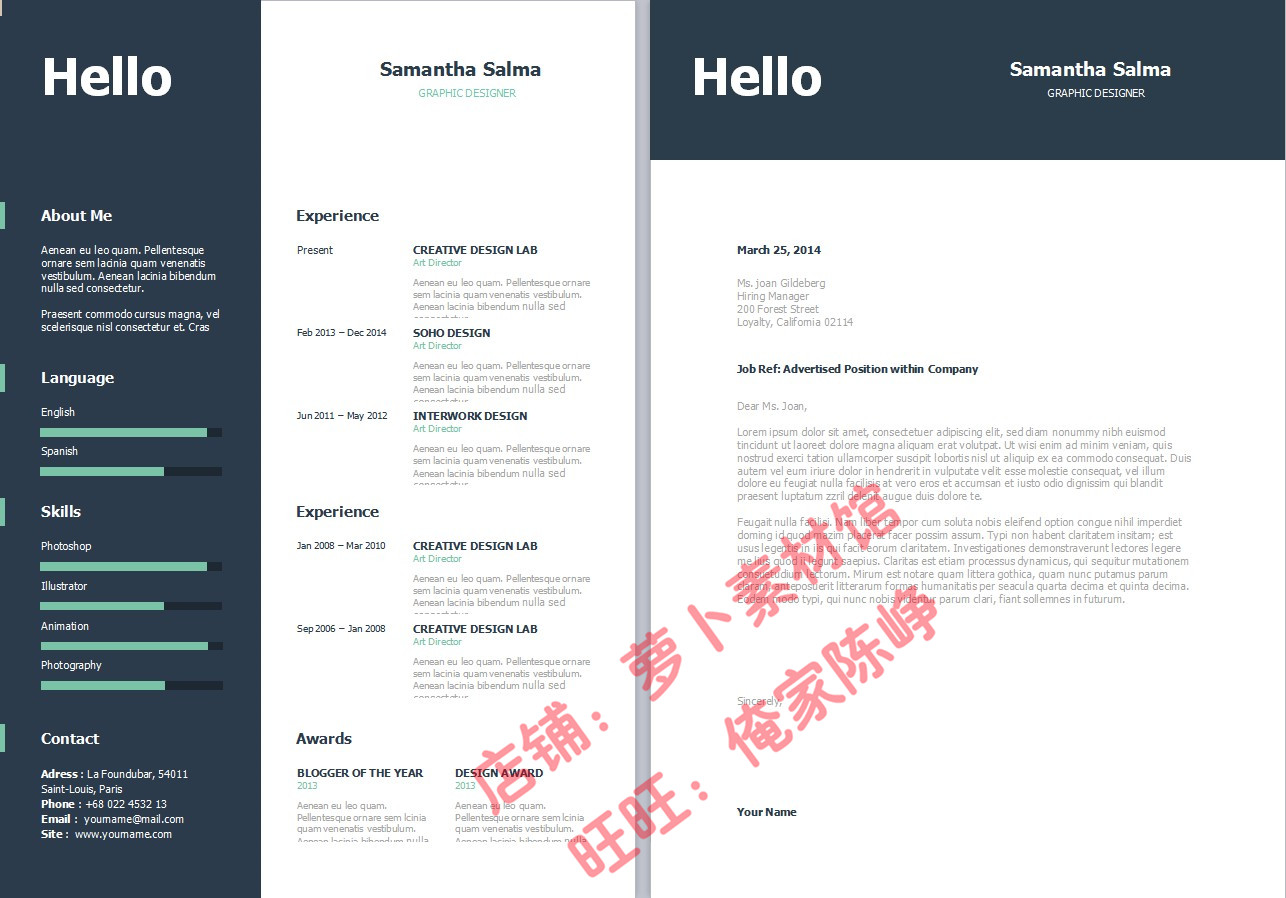 Hello
About Me
Aenean eu leo quam. Pellentesque
ornare sem lacinia quam venenatis
vestibulum. Aenean lacinia bibendum
nulla sed consectetur.
Praesent commodo cursus magna, vel
scelerisque nisl consectetur et. Cras
Language
English
Spanish
Skills
Photoshop
Illustrator
Animation
Photography
Contact
Adress : La Foundubar, 54011
Saint-Louis, Paris
Phone : +68 022 4532 13
Email : yourname@mail.com
Site : www.yourname.com
Samantha Salma
GRAPHIC DESIGNER
Experience
Present
CREATIVE DESIGN LAB
Art Director
Aenean eu leo quam. Pellentesque ornare
sem lacinia quam venenatis vestibulum.
Aenean lacinia bibendum nulla sed
consectetur.
Feb 2013 – Dec 2014
SOHO DESIGN
Art Director
Aenean eu leo quam. Pellentesque ornare
sem lacinia quam venenatis vestibulum.
Aenean lacinia bibendum nulla sed
consectetur.
Jun 2011 – May 2012
INTERWORK DESIGN
Art Director
Aenean eu leo quam. Pellentesque ornare
sem lacinia quam venenatis vestibulum.
Aenean lacinia bibendum nulla sed
consectetur.
Experience
Jan 2008 – Mar 2010
CREATIVE DESIGN LAB
Art Director
Aenean eu leo quam. Pellentesque ornare
sem lacinia quam venenatis vestibulum.
Aenean lacinia bibendum nulla sed
consectetur.
Sep 2006 – Jan 2008
CREATIVE DESIGN LAB
Art Director
Aenean eu leo quam. Pellentesque ornare
sem lacinia quam venenatis vestibulum.
Aenean lacinia bibendum nulla sed
consectetur.
Awards
BLOGGER OF THE YEAR
2013
Aenean eu leo quam.
Pellentesque ornare sem lcinia
quam venenatis vestibulum.
Aenean lacinia bibendum nulla
DESIGN AWARD
2013
Aenean eu leo quam.
Pellentesque ornare sem lcinia
quam venenatis vestibulum.
Aenean lacinia bibendum nulla
Hello
Samantha Salma
GRAPHIC DESIGNER
March 25, 2014
Ms. joan Gildeberg
Hiring Manager
200 Forest Street
Loyalty, California 02114
Job Ref: Advertised Position within Company
Dear Ms. Joan,
Lorem ipsum dolor sit amet, consectetuer adipiscing elit, sed diam nonummy nibh euismod
tincidunt ut laoreet dolore magna aliquam erat volutpat. Ut wisi enim ad minim veniam, quis
nostrud exerci tation ullamcorper suscipit lobortis nisl ut aliquip ex ea commodo consequat. Duis
autem vel eum iriure dolor in hendrerit in vulputate velit esse molestie consequat, vel illum
dolore eu feugiat nulla facilisis at vero eros et accumsan et iusto odio dignissim qui blandit
praesent luptatum zzril delenit augue duis dolore te.
Feugait nulla facilisi. Nam liber tempor cum soluta nobis eleifend option congue nihil imperdiet
doming id quod mazim placerat facer possim assum. Typi non habent claritatem insitam; est
usus legentis in iis qui facit eorum claritatem. Investigationes demonstraverunt lectores legere
me lius quod ii legunt saepius. Claritas est etiam processus dynamicus, qui sequitur mutationem
consuetudium lectorum. Mirum est notare quam littera gothica, quam nunc putamus parum
claram, anteposuerit litterarum formas humanitatis per seacula quarta decima et quinta decima.
Eodem modo typi, qui nunc nobis videntur parum clari, fiant sollemnes in futurum.
Sincerely,
Your Name
店铺：萝卜素材馆
旺旺：俺家陈峥